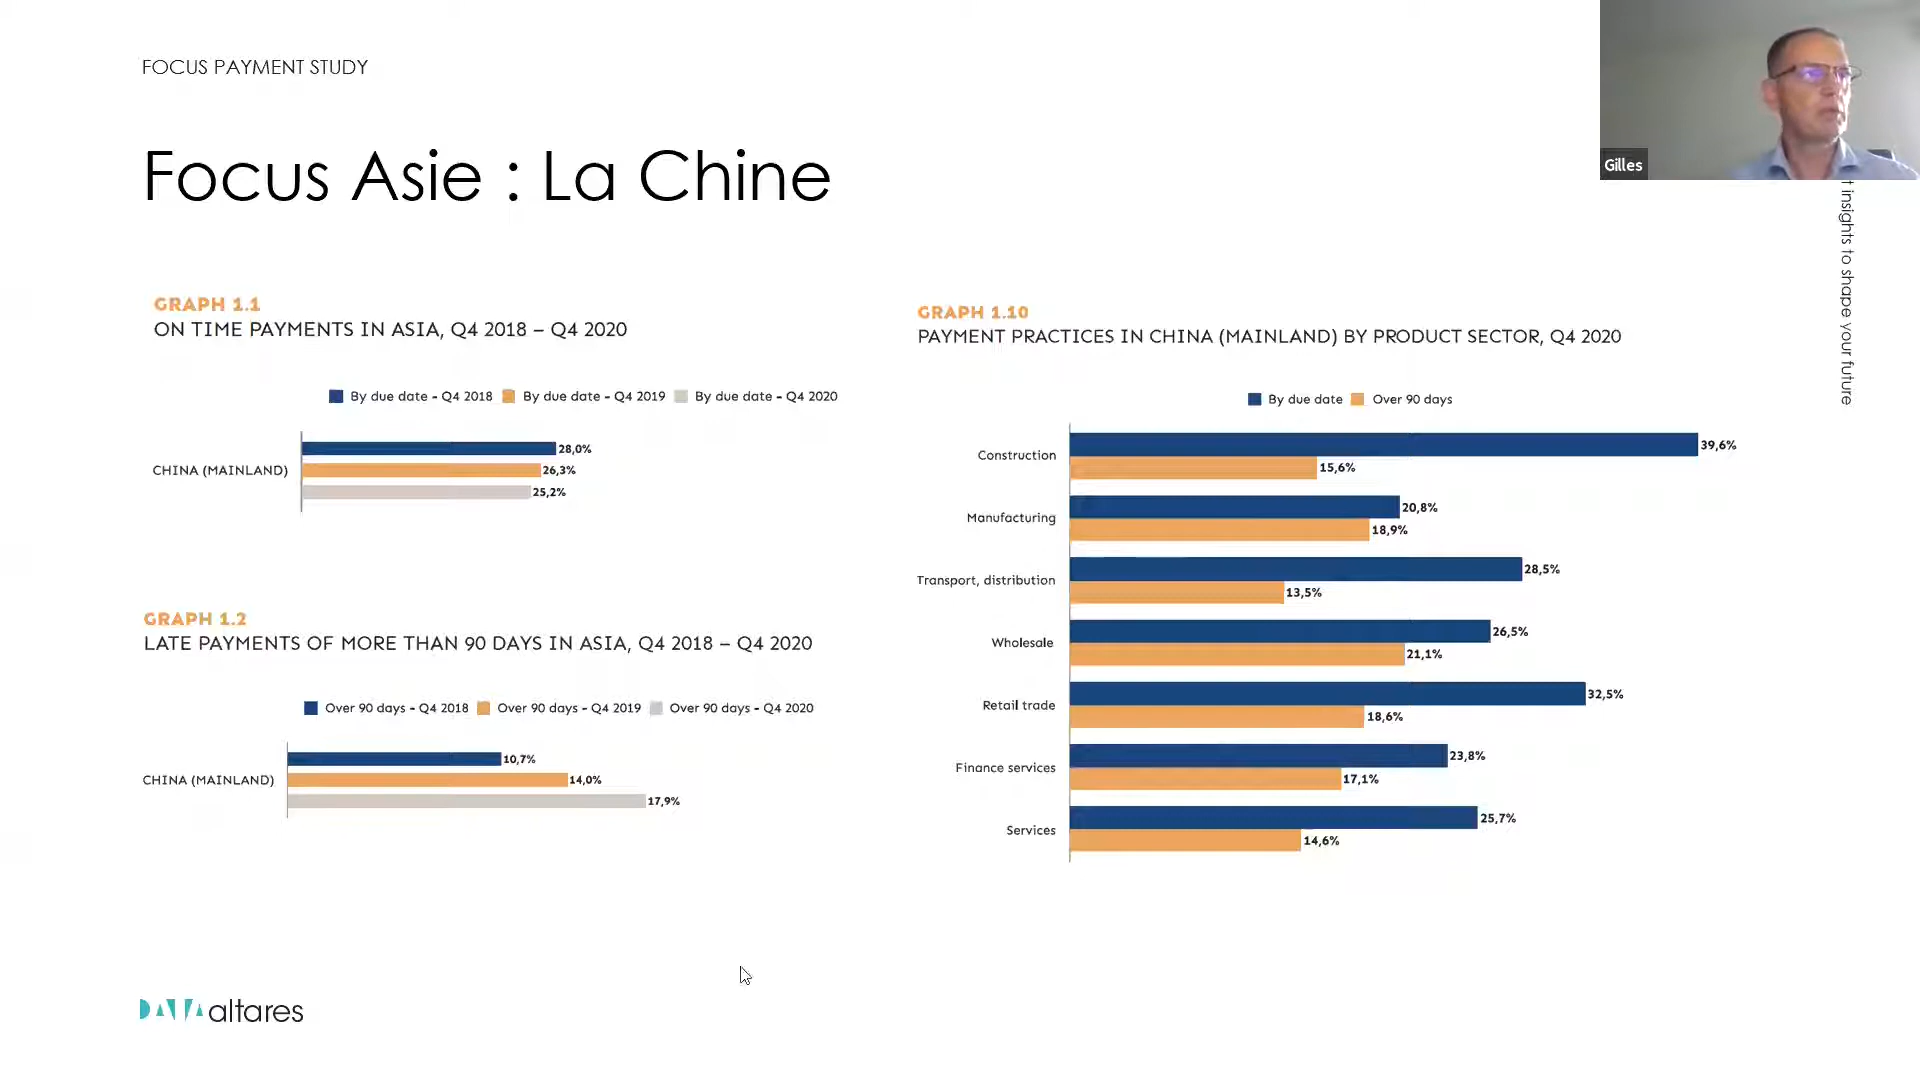 FOCUS PAYMENT STUDY
Focus Asie : La Chine
Gilles
insights to shape your future
GRAPH 1.1
ON TIME PAYMENTS IN ASIA, Q4 2018 – Q4 2020
By due date - Q4 2018 By due date - Q4 2019 By due date - Q4 2020
28,0%
CHINA (MAINLAND) 26,3%
25,2%
GRAPH 1.2
LATE PAYMENTS OF MORE THAN 90 DAYS IN ASIA, Q4 2018 – Q4 2020
Over 90 days - Q4 2018 Over 90 days - Q4 2019 Over 90 days - Q4 2020
10,7%
CHINA (MAINLAND) 14,0%
17,9%
GRAPH 1.10
PAYMENT PRACTICES IN CHINA (MAINLAND) BY PRODUCT SECTOR, Q4 2020
By due date Over 90 days
Construction 39,6%
15,6%
Manufacturing 20,8%
18,9%
Transport, distribution 28,5%
13,5%
Wholesale 26,5%
21,1%
Retail trade 32,5%
18,6%
Finance services 23,8%
17,1%
Services 25,7%
14,6%
DATA altares